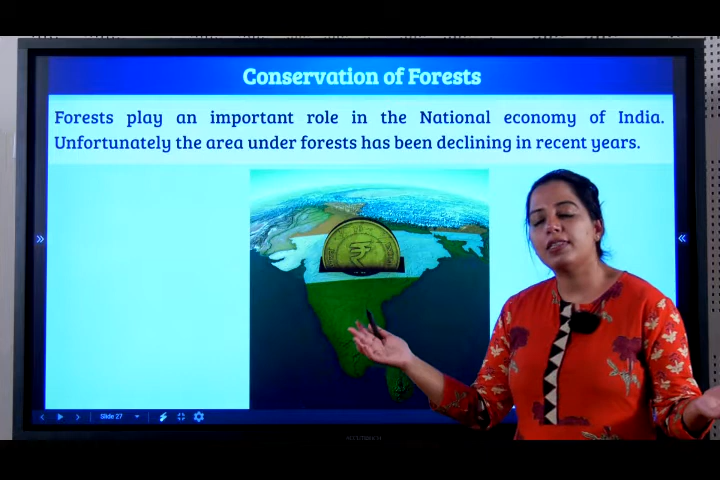 Conservation of Forests
Forests play an important role in the National economy of India.
Unfortunately the area under forests has been declining in recent years.
Slide 27